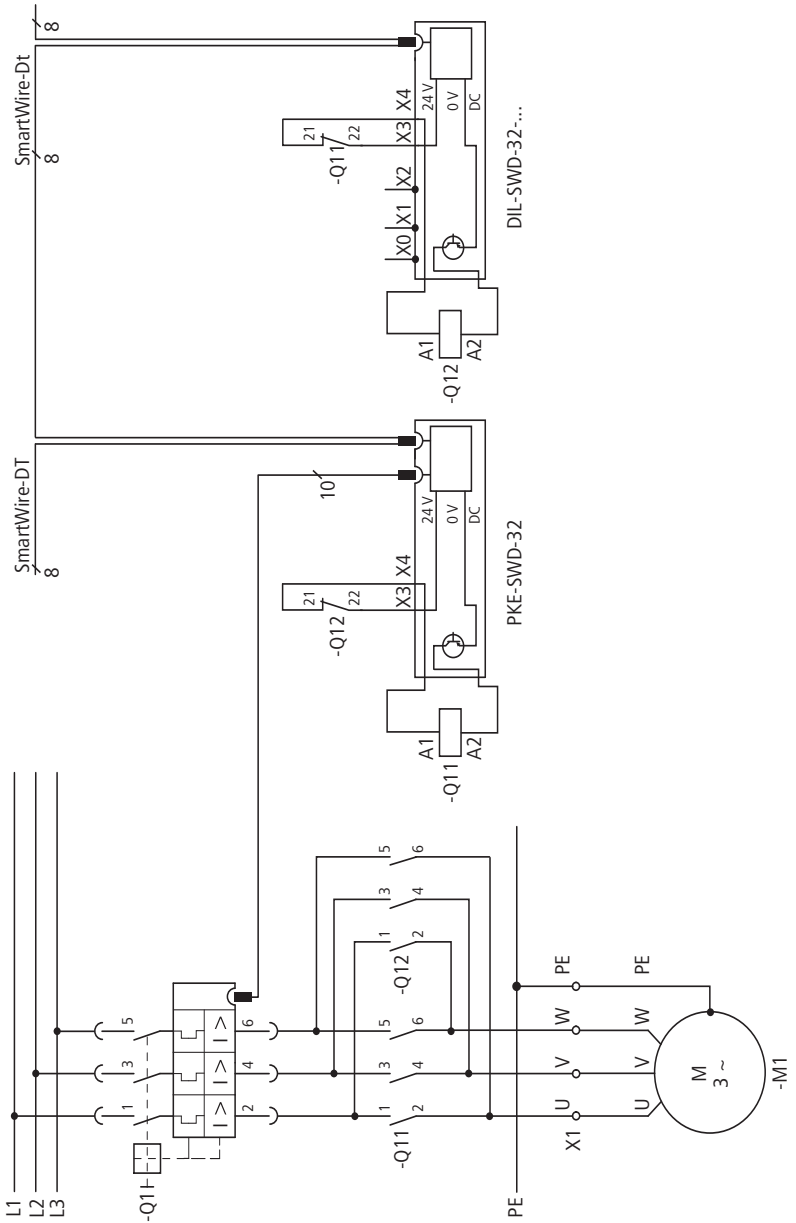 L1
L2
L3
-Q1
1
3
5
I>
I>
I>
2
4
6
-Q11
1
3
5
2
4
6
-Q12
1
3
5
2
4
6
PE
X1
U
V
W
PE
U
V
W
PE
M
3 ~
-M1
SmartWire-DT
8
10
-Q12
21
22
X3
X4
24 V
0 V
DC
A1
A2
-Q11
PKE-SWD-32
SmartWire-Dt
8
8
-Q11
21
22
X0
X1
X2
X3
X4
24 V
0 V
DC
A1
A2
-Q12
DIL-SWD-32-...